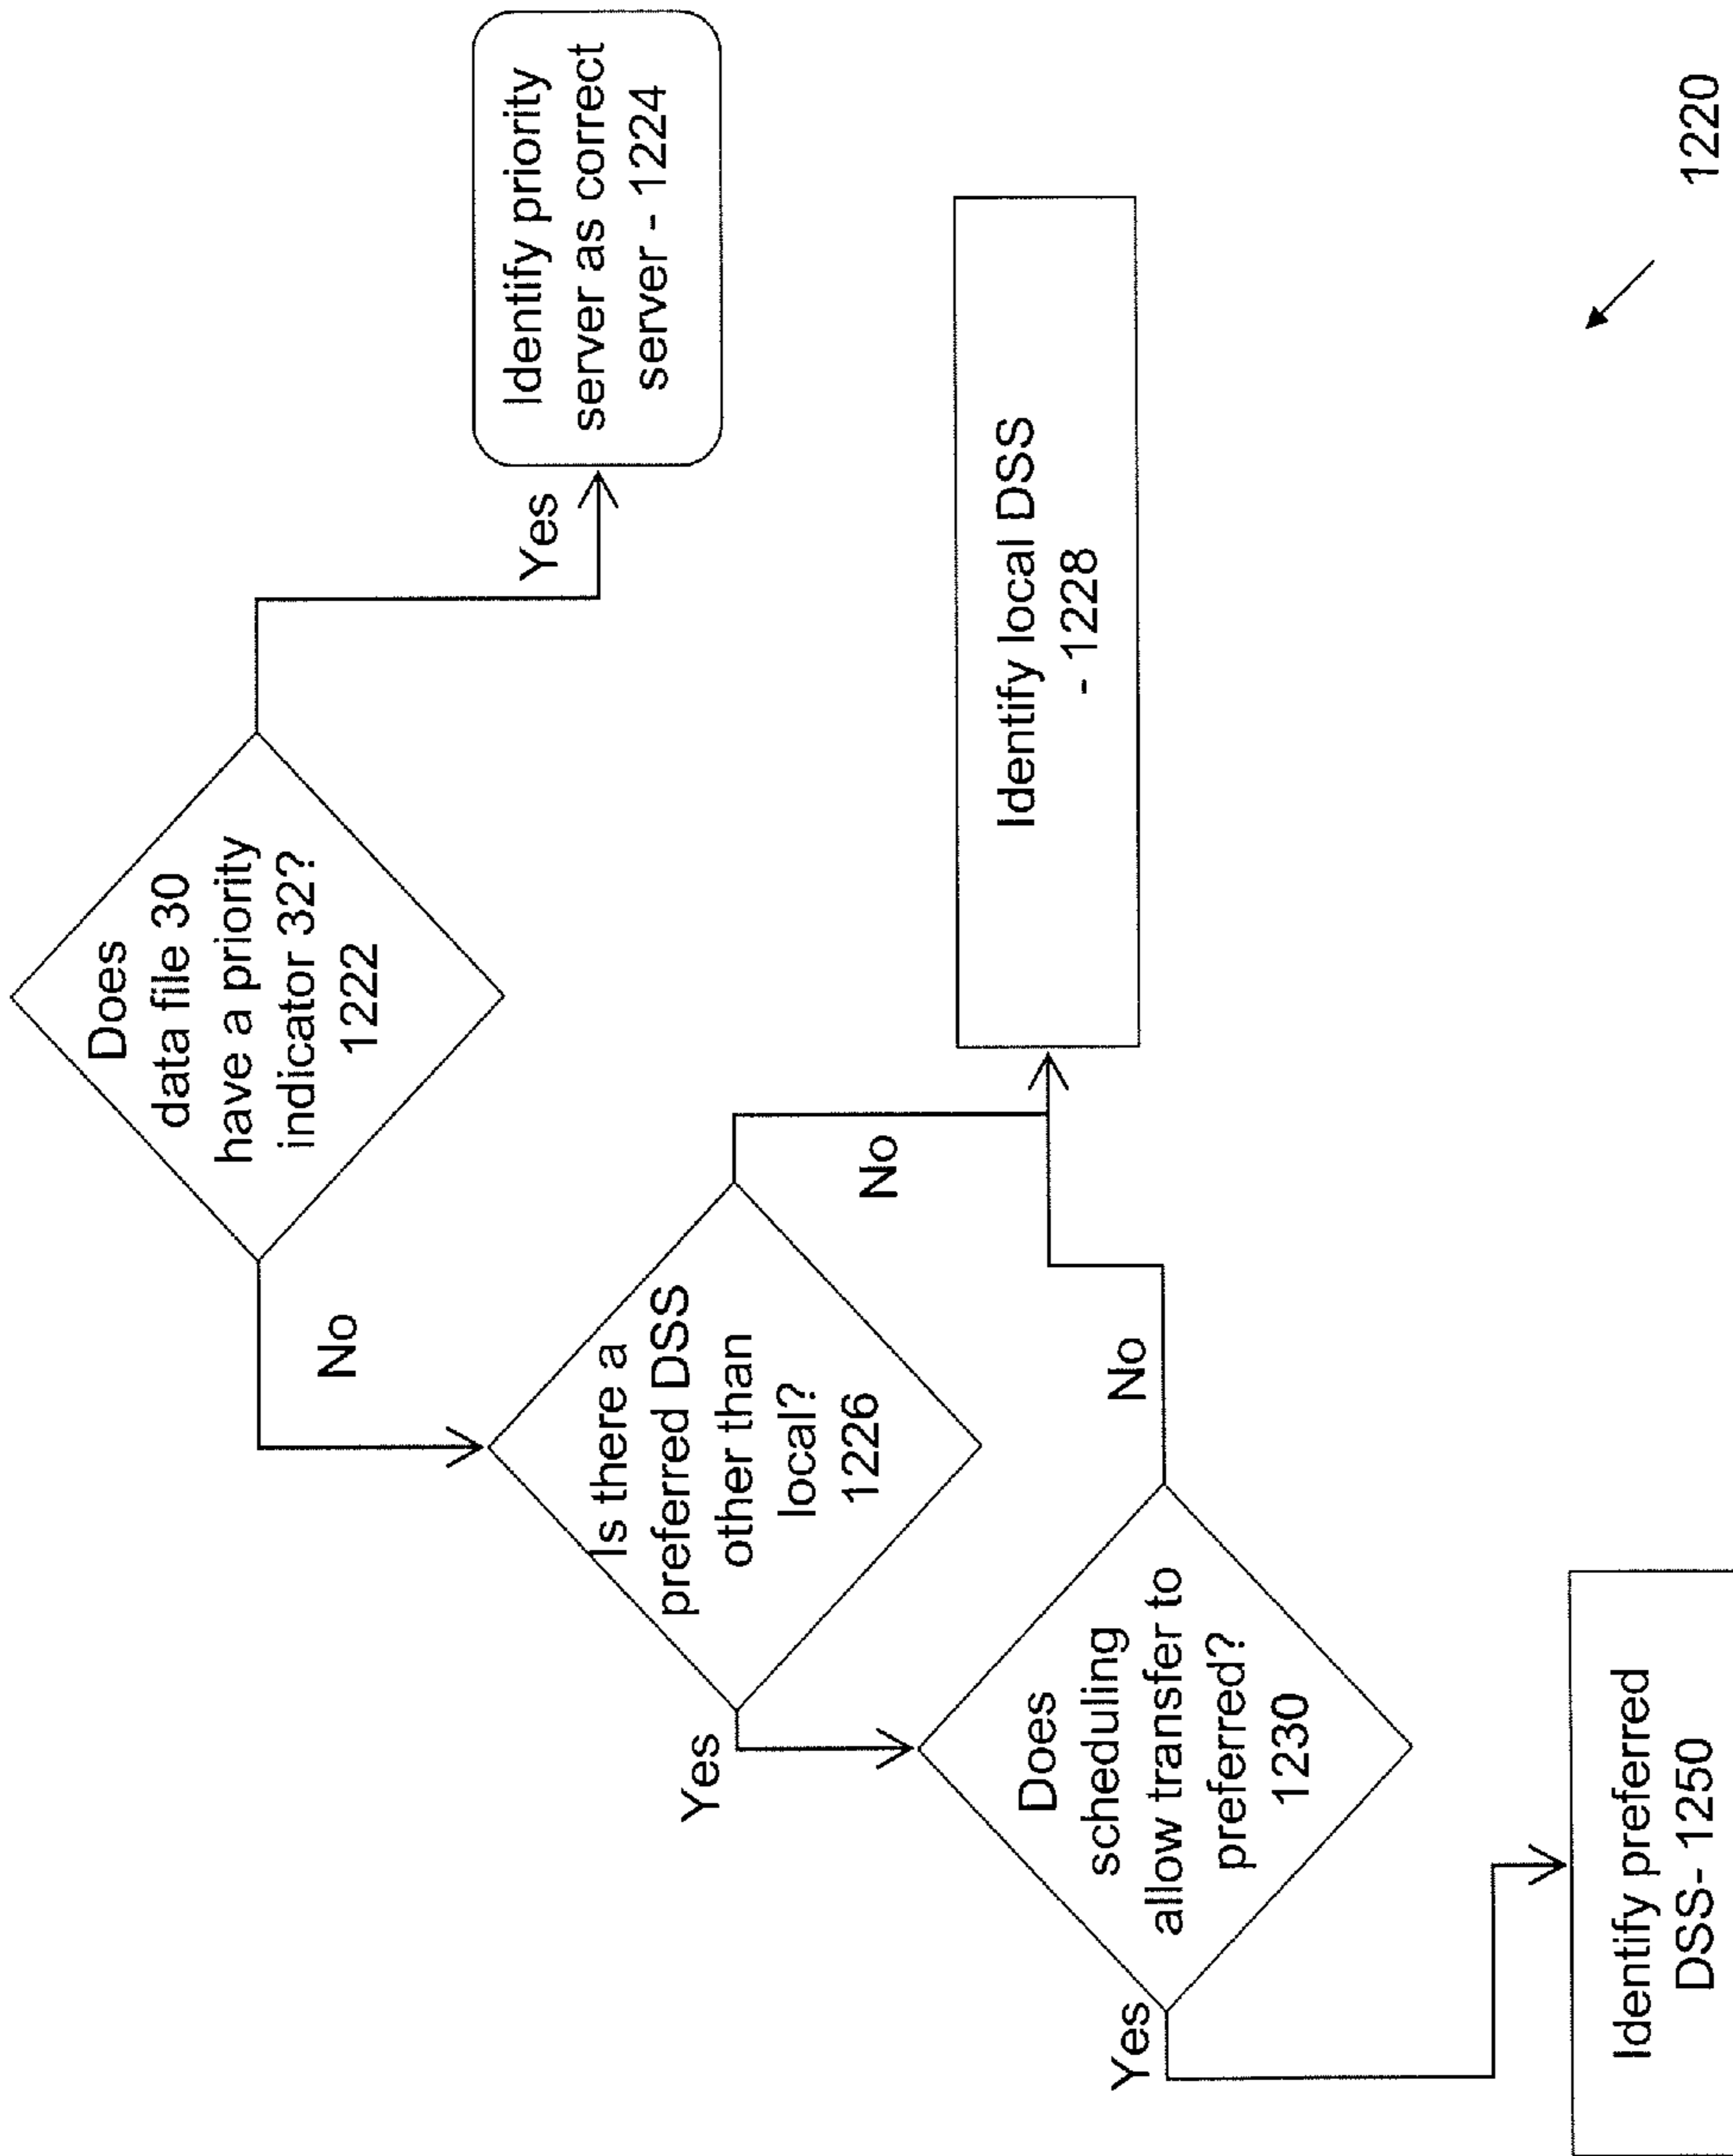 Does
data file 30
have a priority
indicator 32?
1222
Yes
Identify priority
server as correct
server - 1224
No
Is there a
preferred DSS
other than
local?
1226
No
Identify local DSS
- 1228
Yes
Does
scheduling
allow transfer to
preferred?
1230
No
Yes
Identify preferred
DSS- 1250
1220